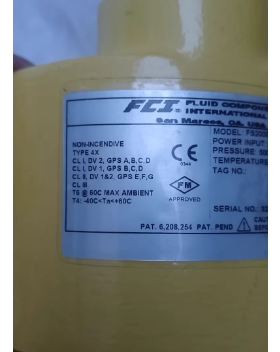 FCI FLUID COMPON
INTERNATIONAL
San Marcos, CA. USA
NON-INCENDIVE
TYPE 4X
CL I, DV 2, GPS A,B,C,D
CL I, DV 1, GPS B,C,D
CL II, DV 1&2, GPS E,F,G
CL III
T6 @ 60C MAX AMBIENT
T4: -40C<Ta<+60C
CE
0344
FM
APPROVED
MODEL
POWER INPUT
PRESSURE
TEMPERATURE
TAG NO.:
SERIAL NO.
PAT. 6,208,254 PAT. PEND